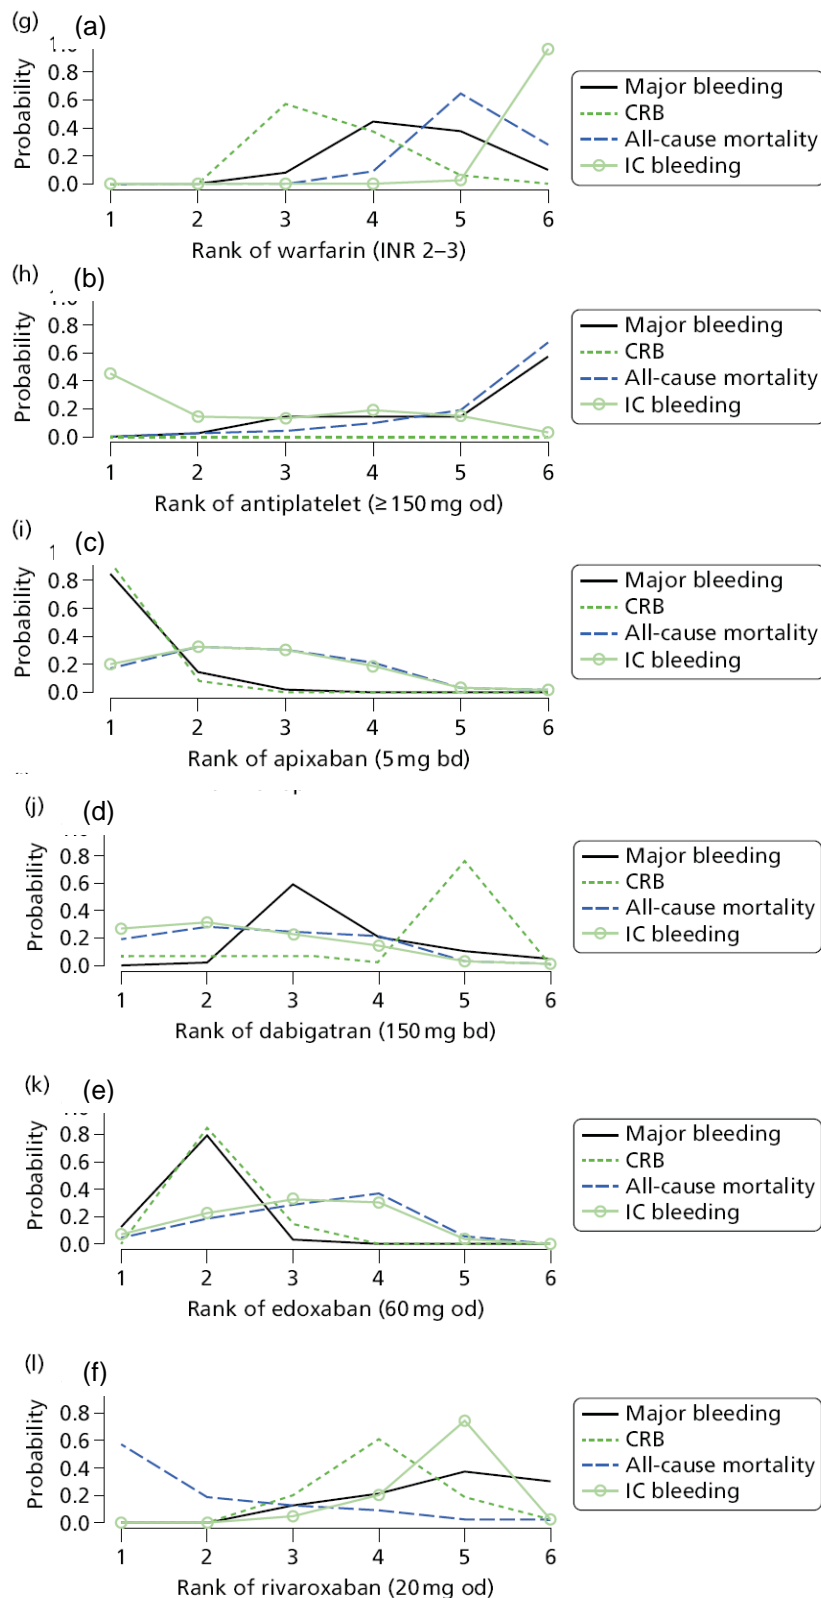 (g) (a)
1.0
0.8
0.6
0.4
0.2
0.0
Probability
1 2 3 4 5 6
Rank of warfarin (INR 2–3)
Major bleeding
CRB
All-cause mortality
IC bleeding
(h) (b)
0.8
0.6
0.4
0.2
0.0
Probability
1 2 3 4 5 6
Rank of antiplatelet (≥150 mg od)
Major bleeding
CRB
All-cause mortality
IC bleeding
(i) (c)
0.8
0.6
0.4
0.2
0.0
Probability
1 2 3 4 5 6
Rank of apixaban (5 mg bd)
Major bleeding
CRB
All-cause mortality
IC bleeding
(j) (d)
0.8
0.6
0.4
0.2
0.0
Probability
1 2 3 4 5 6
Rank of dabigatran (150 mg bd)
Major bleeding
CRB
All-cause mortality
IC bleeding
(k) (e)
0.8
0.6
0.4
0.2
0.0
Probability
1 2 3 4 5 6
Rank of edoxaban (60 mg od)
Major bleeding
CRB
All-cause mortality
IC bleeding
(l) (f)
0.8
0.6
0.4
0.2
0.0
Probability
1 2 3 4 5 6
Rank of rivaroxaban (20 mg od)
Major bleeding
CRB
All-cause mortality
IC bleeding